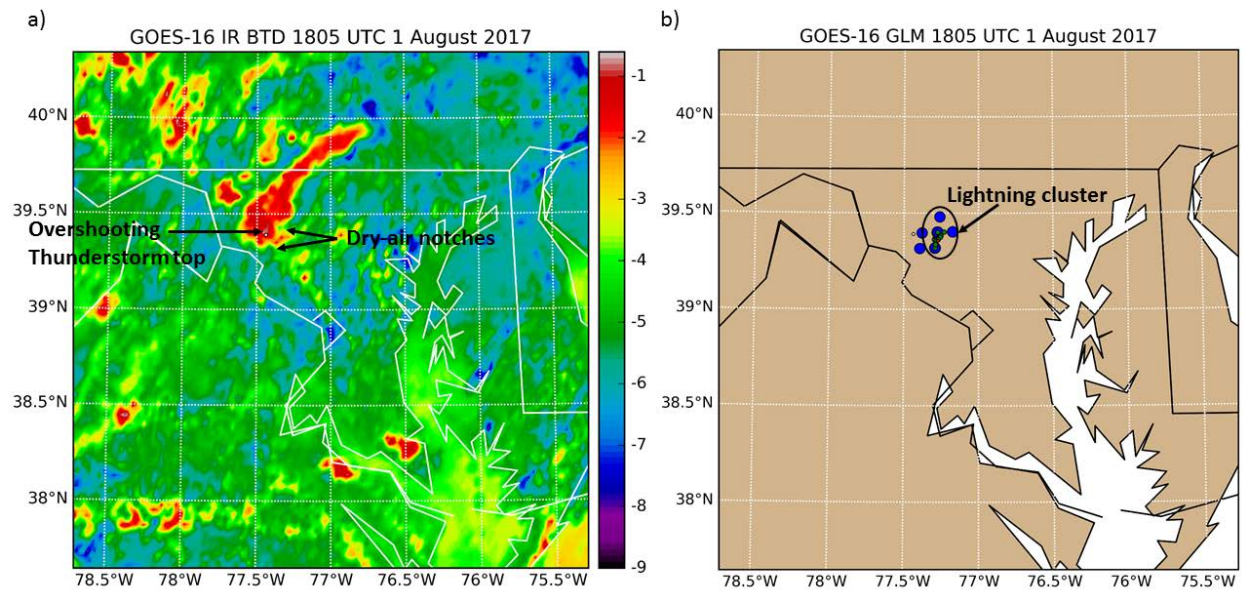 a)
GOES-16 IR BTD 1805 UTC 1 August 2017
40°N
39.5°N
39°N
38.5°N
38°N
78.5°W 78°W 77.5°W 77°W 76.5°W 76°W 75.5°W
Overshooting
Thunderstorm top
Dry-air notches
-1
-2
-3
-4
-5
-6
-7
-8
-9
b)
GOES-16 GLM 1805 UTC 1 August 2017
40°N
39.5°N
39°N
38.5°N
38°N
78.5°W 78°W 77.5°W 77°W 76.5°W 76°W 75.5°W
Lightning cluster